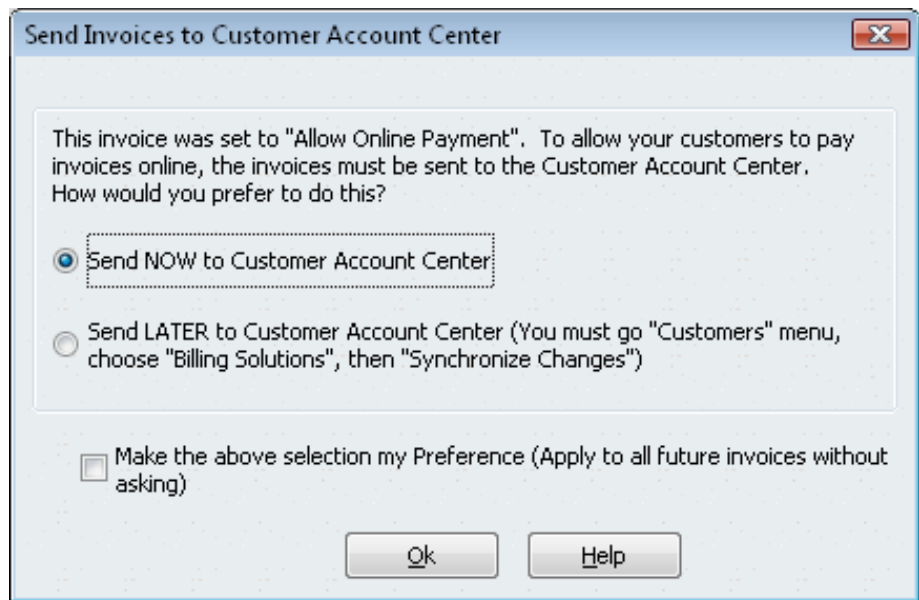 Send Invoices to Customer Account Center
This invoice was set to "Allow Online Payment".  To allow your customers to pay
invoices online, the invoices must be sent to the Customer Account Center.
How would you prefer to do this?
Send NOW to Customer Account Center
Send LATER to Customer Account Center (You must go "Customers" menu,
choose "Billing Solutions", then "Synchronize Changes")
Make the above selection my Preference (Apply to all future invoices without
asking)
Ok
Help